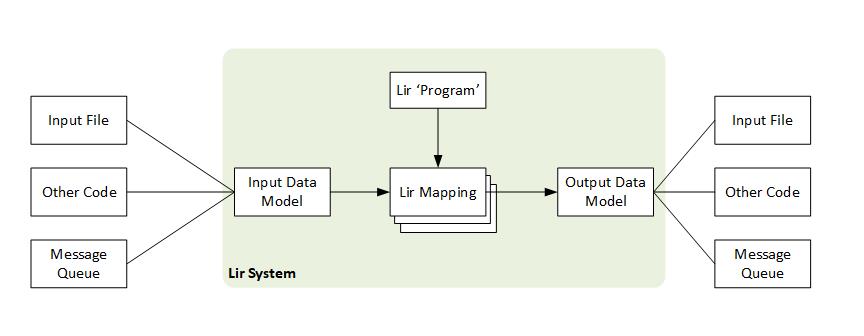 Lir ‘Program’
Input File
Other Code
Message
Queue
Input Data
Model
Lir Mapping
Output Data
Model
Input File
Other Code
Message
Queue
Lir System